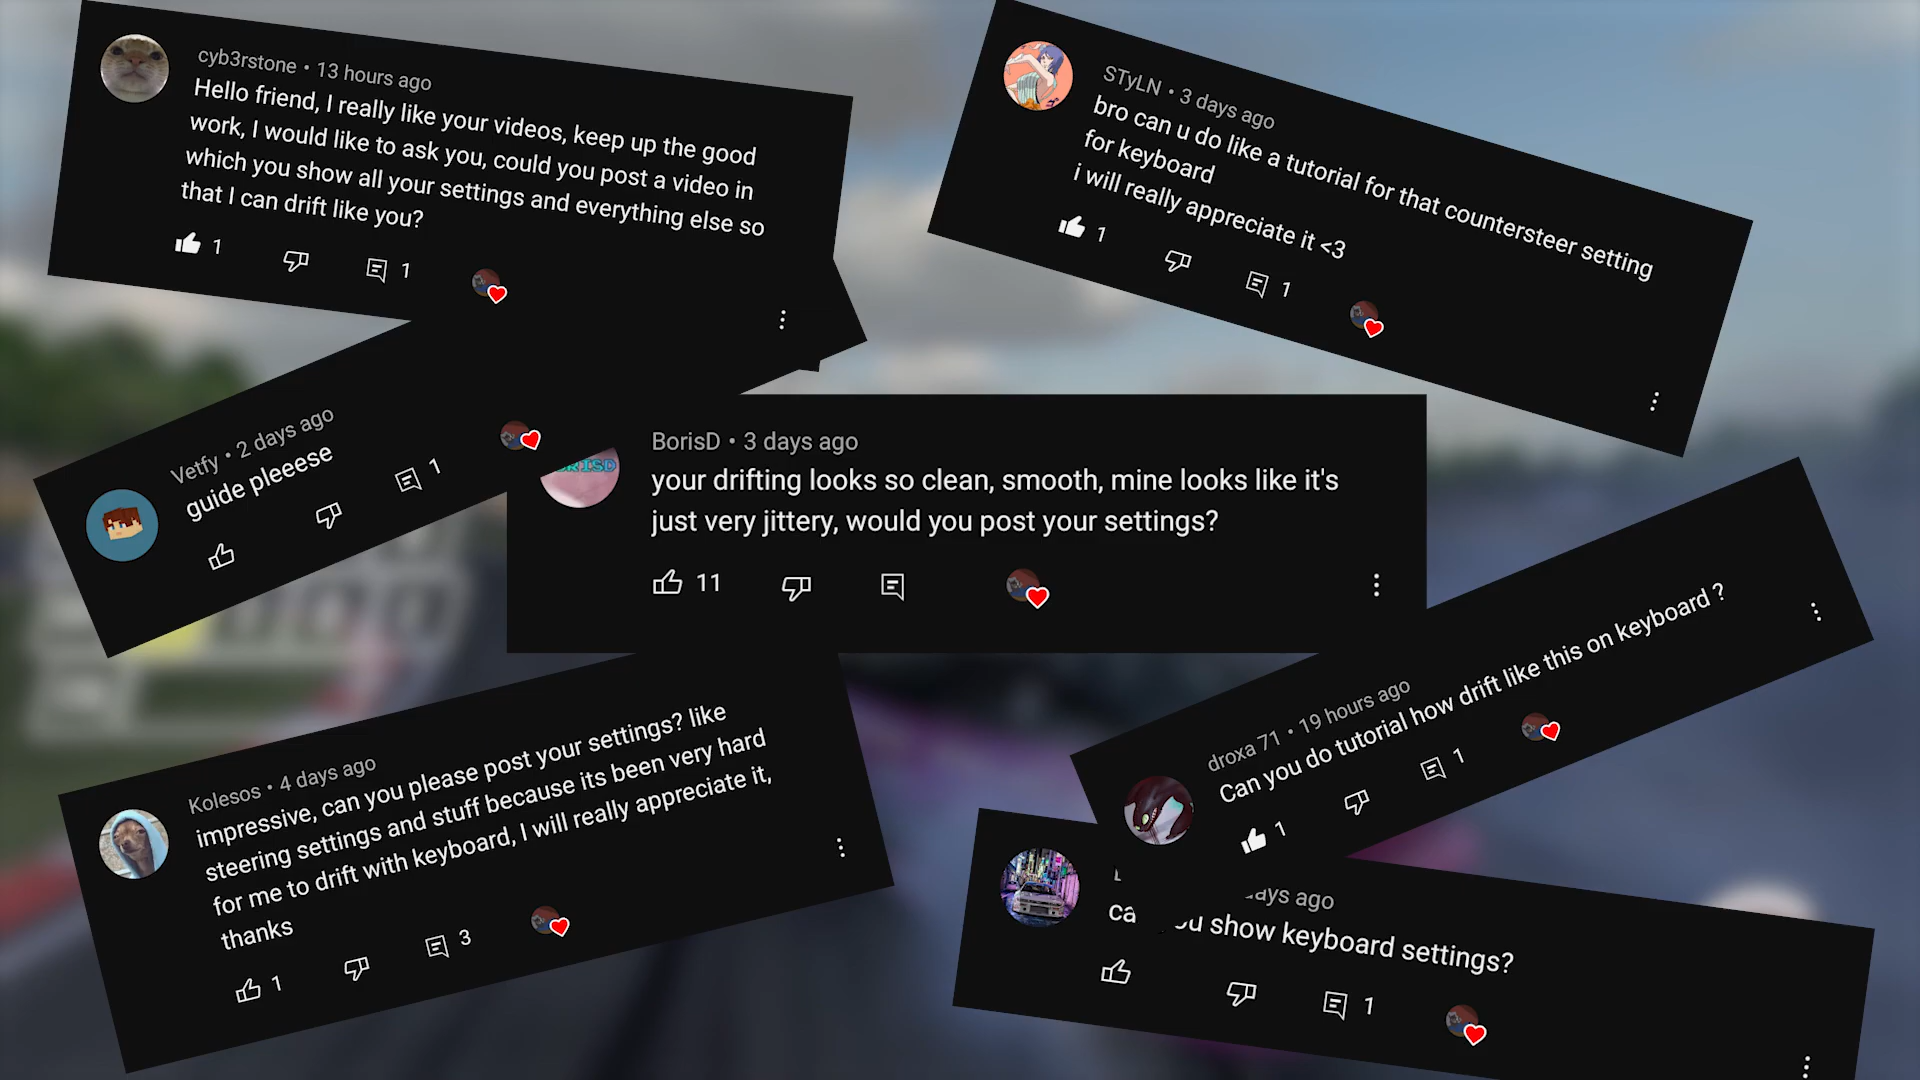 cyb3rstone • 13 hours ago
Hello friend, I really like your videos, keep up the good
work, I would like to ask you, could you post a video in
which you show all your settings and everything else so
that I can drift like you?
1
1
STyLN • 3 days ago
bro can u do like a tutorial for that countersteer setting
for keyboard
i will really appreciate it <3
1
1
Vetfy • 2 days ago
guide pleeese
1
BorisD • 3 days ago
your drifting looks so clean, smooth, mine looks like it's
just very jittery, would you post your settings?
11
Kolesos • 4 days ago
impressive, can you please post your settings? like
steering settings and stuff because its been very hard
for me to drift with keyboard, I will really appreciate it,
thanks
1
3
droxa 71 • 19 hours ago
Can you do tutorial how drift like this on keyboard ?
1
1
ago
show keyboard settings?
1